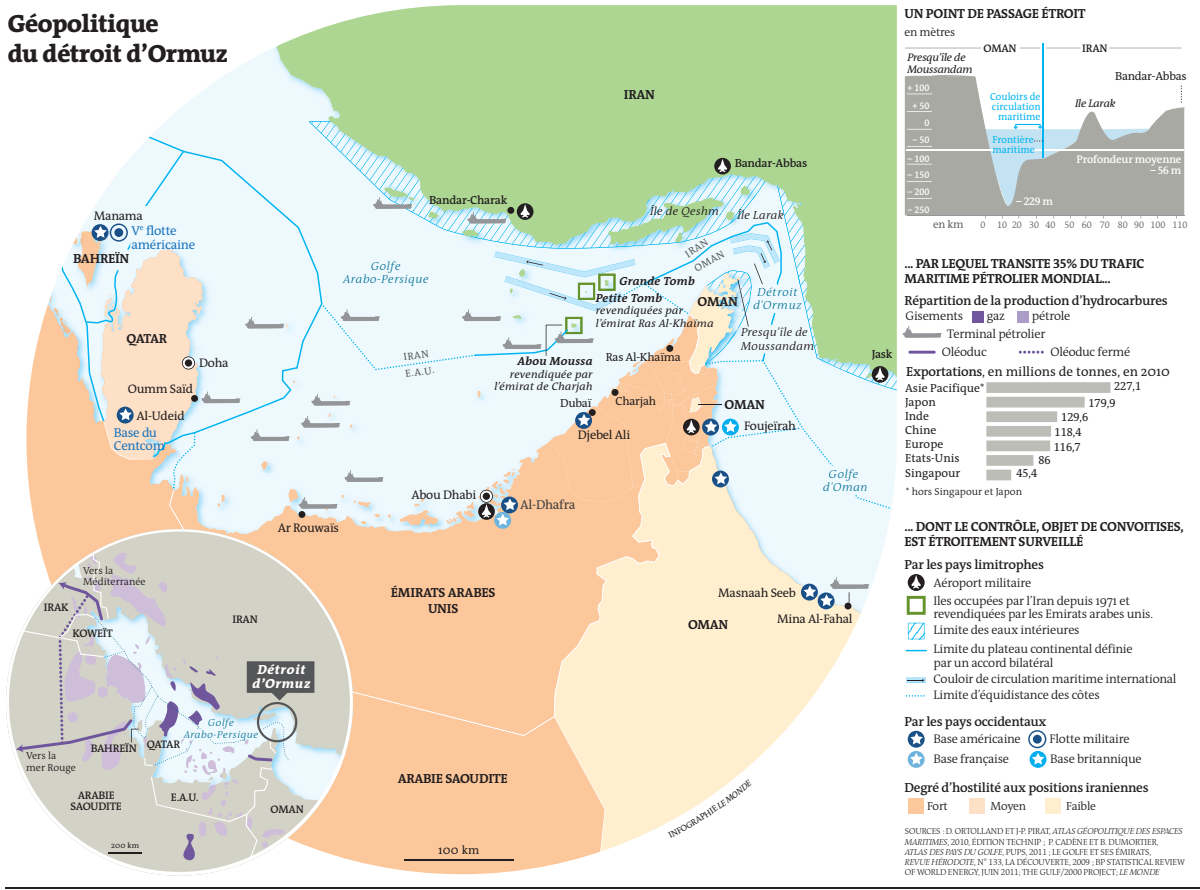 Géopolitique
du détroit d’Ormuz
IRAN
Bandar-Abbas
Bandar-Charak
Île de Qeshm
Île Larak
Manama
Vᵉ flotte
américaine
BAHREÏN
Golfe
Arabo-Persique
IRAN
OMAN
Grande Tomb
Petite Tomb
revendiquées par
l’émirat Ras Al-Khaïma
OMAN
Détroit
d’Ormuz
Presqu’île de
Moussandam
QATAR
Doha
Oumm Saïd
Al-Udeid
Base du
Centcom
IRAN
E.A.U.
Abou Moussa
revendiquée par
l’émirat de Charjah
Ras Al-Khaïma
Jask
Dubaï
Charjah
OMAN
Djebel Ali
Foujeïrah
Golfe
d’Oman
Abou Dhabi
Al-Dhafra
Ar Rouwaïs
ÉMIRATS ARABES
UNIS
Masnaah Seeb
Mina Al-Fahal
OMAN
ARABIE SAOUDITE
100 km
INFOGRAPHIE LE MONDE
Vers la
Méditerranée
IRAK
KOWEÏT
IRAN
Détroit
d’Ormuz
Golfe
Arabo-Persique
BAHREÏN
QATAR
Vers la
mer Rouge
ARABIE
SAOUDITE
E.A.U.
OMAN
200 km
UN POINT DE PASSAGE ÉTROIT
en mètres
OMAN
IRAN
Presqu’île de
Moussandam
Bandar-Abbas
Couloirs de
circulation
maritime
Ile Larak
Frontière
maritime
+ 100
+ 50
0
– 50
– 100
– 150
– 200
– 250
Profondeur moyenne
– 56 m
– 229 m
en km
0 10 20 30 40 50 60 70 80 90 100 110
... PAR LEQUEL TRANSITE 35% DU TRAFIC
MARITIME PÉTROLIER MONDIAL...
Répartition de la production d’hydrocarbures
Gisements gaz pétrole
Terminal pétrolier
Oléoduc Oléoduc fermé
Exportations, en millions de tonnes, en 2010
Asie Pacifique* 227,1
Japon 179,9
Inde 129,6
Chine 118,4
Europe 116,7
Etats-Unis 86
Singapour 45,4
* hors Singapour et Japon
... DONT LE CONTRÔLE, OBJET DE CONVOITISES,
EST ÉTROITEMENT SURVEILLÉ
Par les pays limitrophes
Aéroport militaire
Iles occupées par l’Iran depuis 1971 et
revendiquées par les Emirats arabes unis.
Limite des eaux intérieures
Limite du plateau continental définie
par un accord bilatéral
Couloir de circulation maritime international
Limite d’équidistance des côtes
Par les pays occidentaux
Base américaine Flotte militaire
Base française Base britannique
Degré d’hostilité aux positions iraniennes
Fort Moyen Faible
SOURCES : D. ORTOLLAND ET J-P. PIRAT, ATLAS GÉOPOLITIQUE DES ESPACES
MARITIMES, 2010, ÉDITION TECHNIP ; P. CADÈNE ET B. DUMORTIER,
ATLAS DES PAYS DU GOLFE, PUPS, 2011 ; LE GOLFE ET SES ÉMIRATS,
REVUE HÉRODOTE, N° 133, LA DÉCOUVERTE, 2009 ; BP STATISTICAL REVIEW
OF WORLD ENERGY, JUIN 2011; THE GULF/2000 PROJECT; LE MONDE